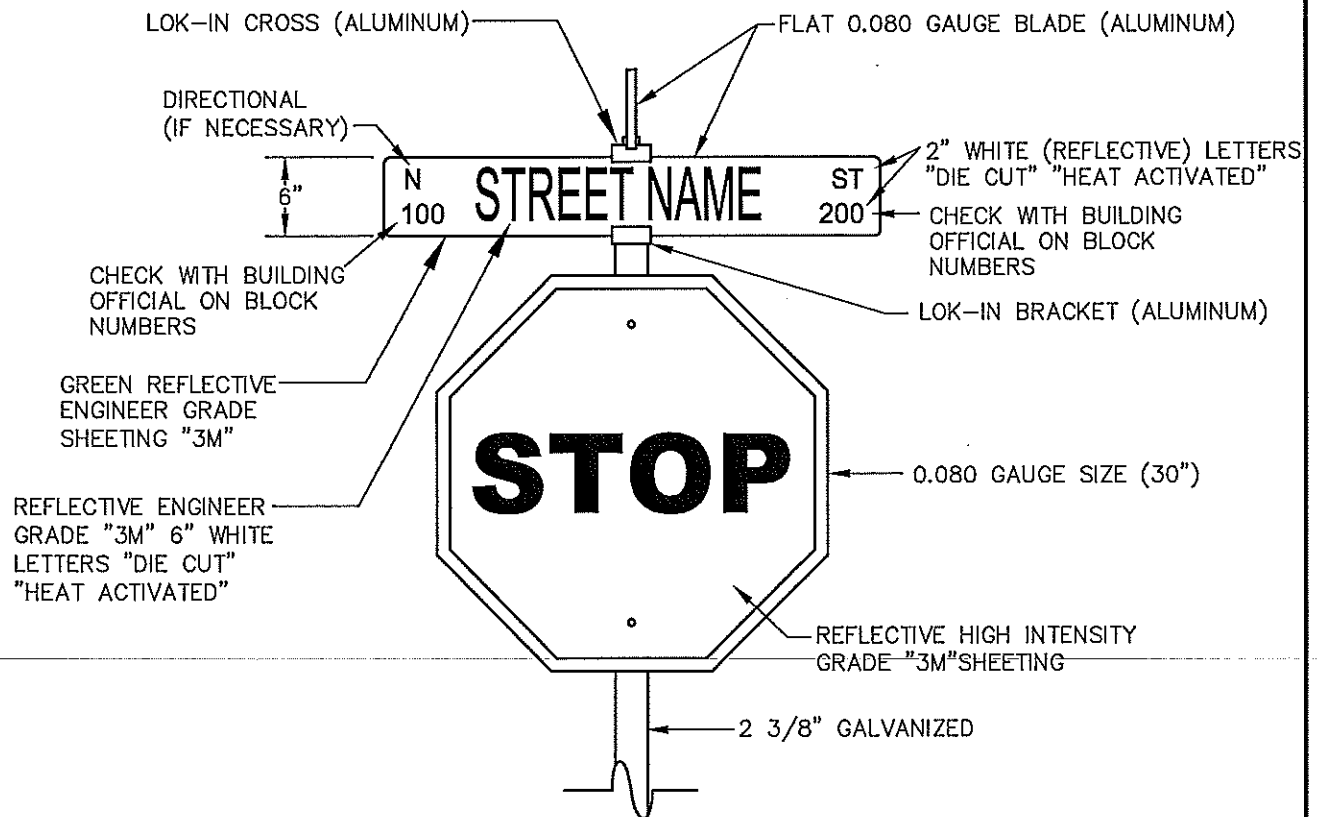 LOK-IN CROSS (ALUMINUM)
FLAT 0.080 GAUGE BLADE (ALUMINUM)
DIRECTIONAL
(IF NECESSARY)
6"
N
100
STREET NAME
ST
200
2" WHITE (REFLECTIVE) LETTERS
"DIE CUT" "HEAT ACTIVATED"
CHECK WITH BUILDING
OFFICIAL ON BLOCK
NUMBERS
CHECK WITH BUILDING
OFFICIAL ON BLOCK
NUMBERS
LOK-IN BRACKET (ALUMINUM)
GREEN REFLECTIVE
ENGINEER GRADE
SHEETING "3M"
STOP
0.080 GAUGE SIZE (30")
REFLECTIVE ENGINEER
GRADE "3M" 6" WHITE
LETTERS "DIE CUT"
"HEAT ACTIVATED"
REFLECTIVE HIGH INTENSITY
GRADE "3M"SHEETING
2 3/8" GALVANIZED